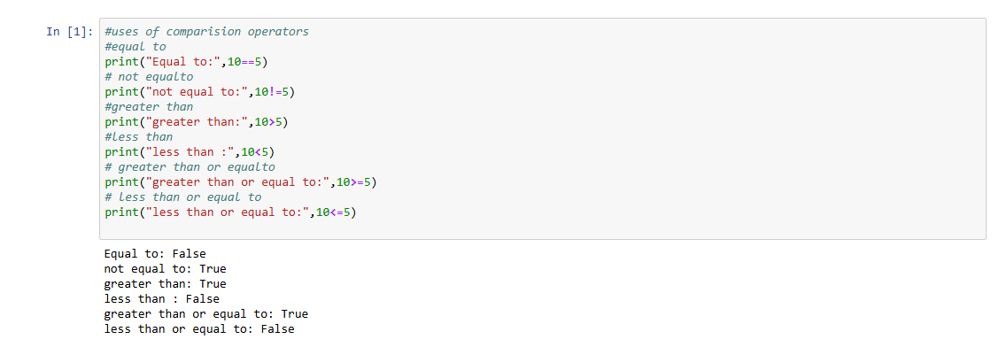 In [1]: #uses of comparision operators
#equal to
print("Equal to:",10==5)
# not equalto
print("not equal to:",10!=5)
#greater than
print("greater than:",10>5)
#less than
print("less than :",10<5)
# greater than or equalto
print("greater than or equal to:",10>=5)
# less than or equal to
print("less than or equal to:",10<=5)
Equal to: False
not equal to: True
greater than: True
less than : False
greater than or equal to: True
less than or equal to: False